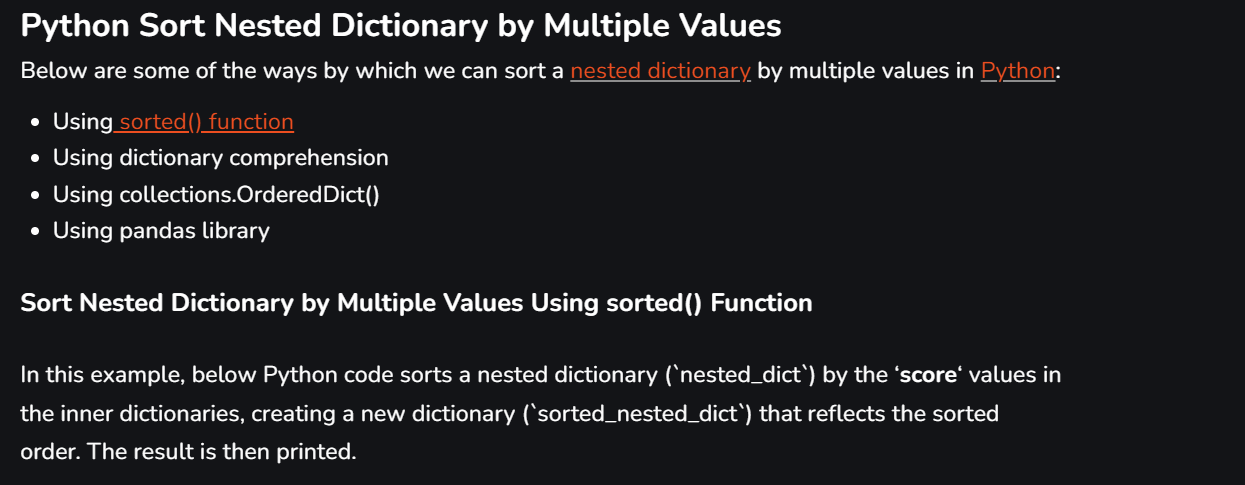 Python Sort Nested Dictionary by Multiple Values
Below are some of the ways by which we can sort a nested dictionary by multiple values in Python:
• Using sorted() function
• Using dictionary comprehension
• Using collections.OrderedDict()
• Using pandas library
Sort Nested Dictionary by Multiple Values Using sorted() Function
In this example, below Python code sorts a nested dictionary (`nested_dict`) by the ‘score‘ values in
the inner dictionaries, creating a new dictionary (`sorted_nested_dict`) that reflects the sorted
order. The result is then printed.